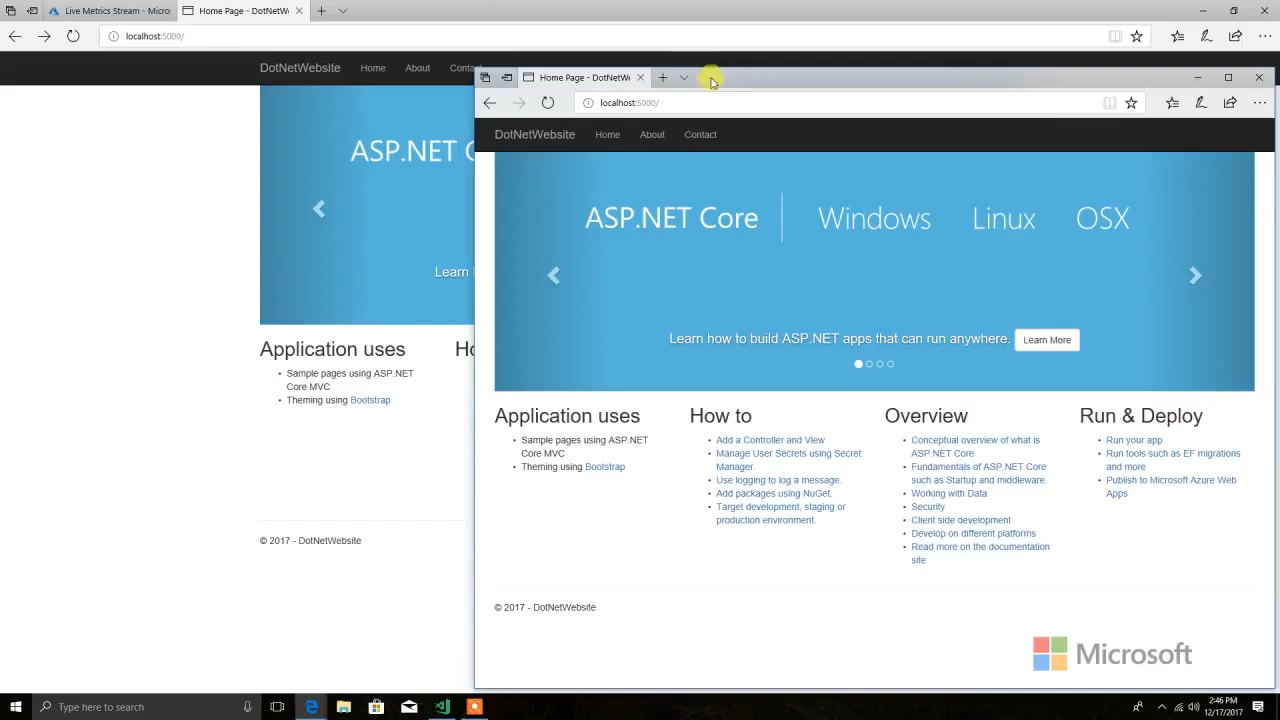 Live Metrics Stream - Micros
Home Page - DotNetWeb
localhost:5000/
DotNetWebsite Home About Contac
ASP.NET C
Learn
Application uses
Ho
Sample pages using ASP.NET
Core MVC
Theming using Bootstrap
© 2017 - DotNetWebsite
Home Page - DotNetWe
localhost:5000/
DotNetWebsite Home About Contact
ASP.NET Core Windows Linux OSX
Learn how to build ASP.NET apps that can run anywhere. Learn More
Application uses
Sample pages using ASP.NET
Core MVC
Theming using Bootstrap
How to
Add a Controller and View
Manage User Secrets using Secret
Manager.
Use logging to log a message.
Add packages using NuGet.
Target development, staging or
production environment.
Overview
Conceptual overview of what is
ASP.NET Core
Fundamentals of ASP.NET Core
such as Startup and middleware.
Working with Data
Security
Client side development
Develop on different platforms
Read more on the documentation
site
Run & Deploy
Run your app
Run tools such as EF migrations
and more
Publish to Microsoft Azure Web
Apps
© 2017 - DotNetWebsite
Microsoft
Type here to search
2:46 PM
12/17/2017